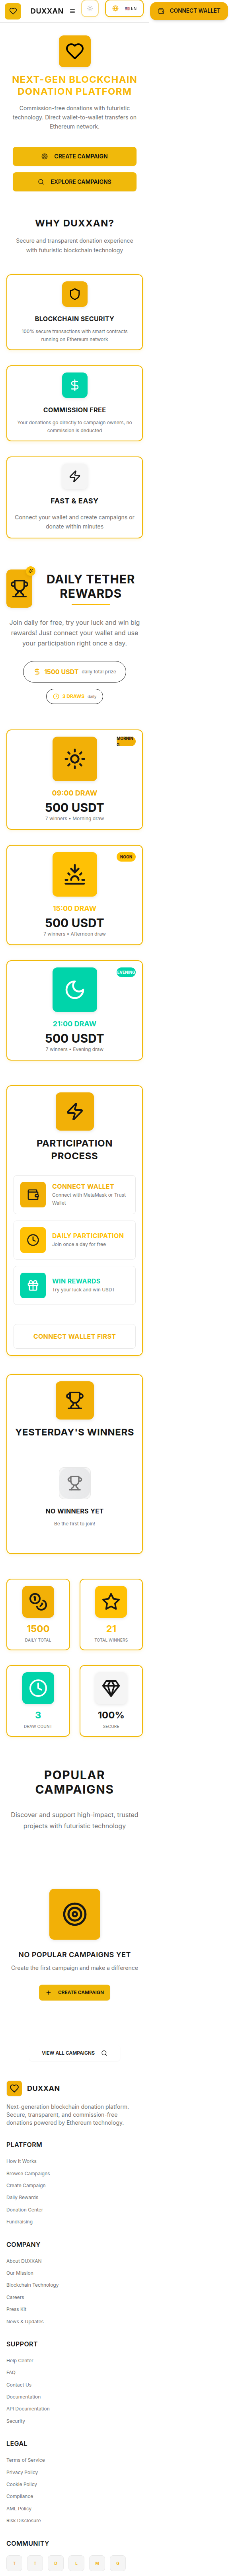 DUXXAN
EN
CONNECT WALLET
NEXT-GEN BLOCKCHAIN
DONATION PLATFORM
Commission-free donations with futuristic
technology. Direct wallet-to-wallet transfers on
Ethereum network.
CREATE CAMPAIGN
EXPLORE CAMPAIGNS
WHY DUXXAN?
Secure and transparent donation experience
with futuristic blockchain technology
BLOCKCHAIN SECURITY
100% secure transactions with smart contracts
running on Ethereum network
COMMISSION FREE
Your donations go directly to campaign owners, no
commission is deducted
FAST & EASY
Connect your wallet and create campaigns or
donate within minutes
DAILY TETHER
REWARDS
Join daily for free, try your luck and win big
rewards! Just connect your wallet and use
your participation right once a day.
1500 USDT daily total prize
3 DRAWS daily
MORNIN
G
09:00 DRAW
500 USDT
7 winners • Morning draw
NOON
15:00 DRAW
500 USDT
7 winners • Afternoon draw
EVENING
21:00 DRAW
500 USDT
7 winners • Evening draw
PARTICIPATION
PROCESS
CONNECT WALLET
Connect with MetaMask or Trust
Wallet
DAILY PARTICIPATION
Join once a day for free
WIN REWARDS
Try your luck and win USDT
CONNECT WALLET FIRST
YESTERDAY'S WINNERS
NO WINNERS YET
Be the first to join!
1500
DAILY TOTAL
21
TOTAL WINNERS
3
DRAW COUNT
100%
SECURE
POPULAR
CAMPAIGNS
Discover and support high-impact, trusted
projects with futuristic technology
NO POPULAR CAMPAIGNS YET
Create the first campaign and make a difference
CREATE CAMPAIGN
VIEW ALL CAMPAIGNS
DUXXAN
Next-generation blockchain donation platform.
Secure, transparent, and commission-free
donations powered by Ethereum technology.
PLATFORM
How It Works
Browse Campaigns
Create Campaign
Daily Rewards
Donation Center
Fundraising
COMPANY
About DUXXAN
Our Mission
Blockchain Technology
Careers
Press Kit
News & Updates
SUPPORT
Help Center
FAQ
Contact Us
Documentation
API Documentation
Security
LEGAL
Terms of Service
Privacy Policy
Cookie Policy
Compliance
AML Policy
Risk Disclosure
COMMUNITY